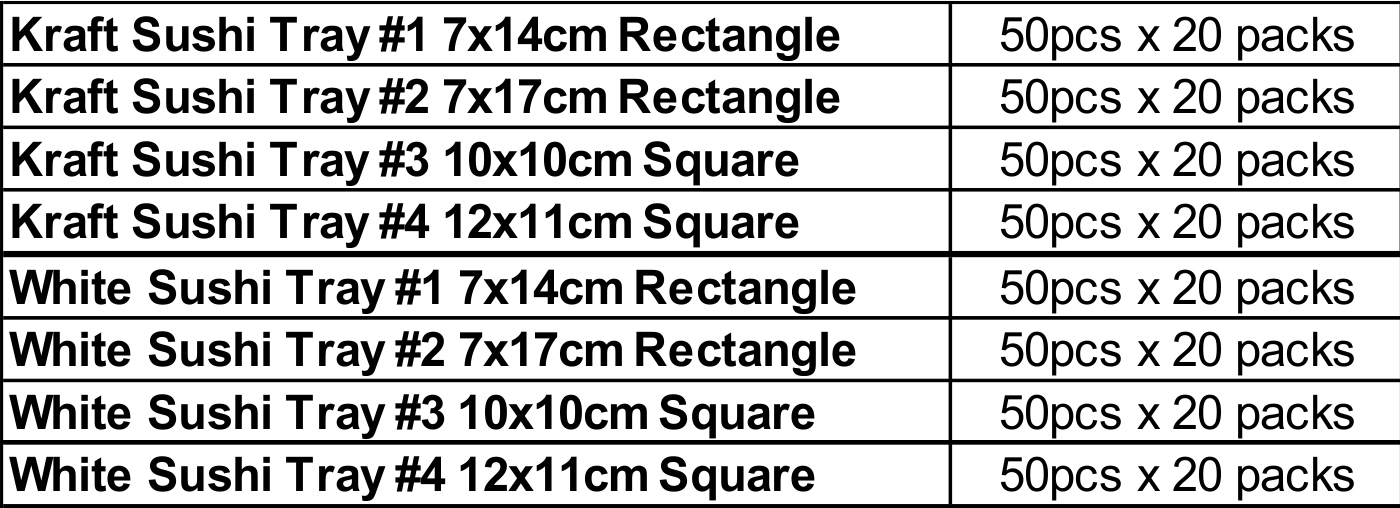 Kraft Sushi Tray #1 7x14cm Rectangle 50pcs x 20 packs
Kraft Sushi Tray #2 7x17cm Rectangle 50pcs x 20 packs
Kraft Sushi Tray #3 10x10cm Square 50pcs x 20 packs
Kraft Sushi Tray #4 12x11cm Square 50pcs x 20 packs
White Sushi Tray #1 7x14cm Rectangle 50pcs x 20 packs
White Sushi Tray #2 7x17cm Rectangle 50pcs x 20 packs
White Sushi Tray #3 10x10cm Square 50pcs x 20 packs
White Sushi Tray #4 12x11cm Square 50pcs x 20 packs